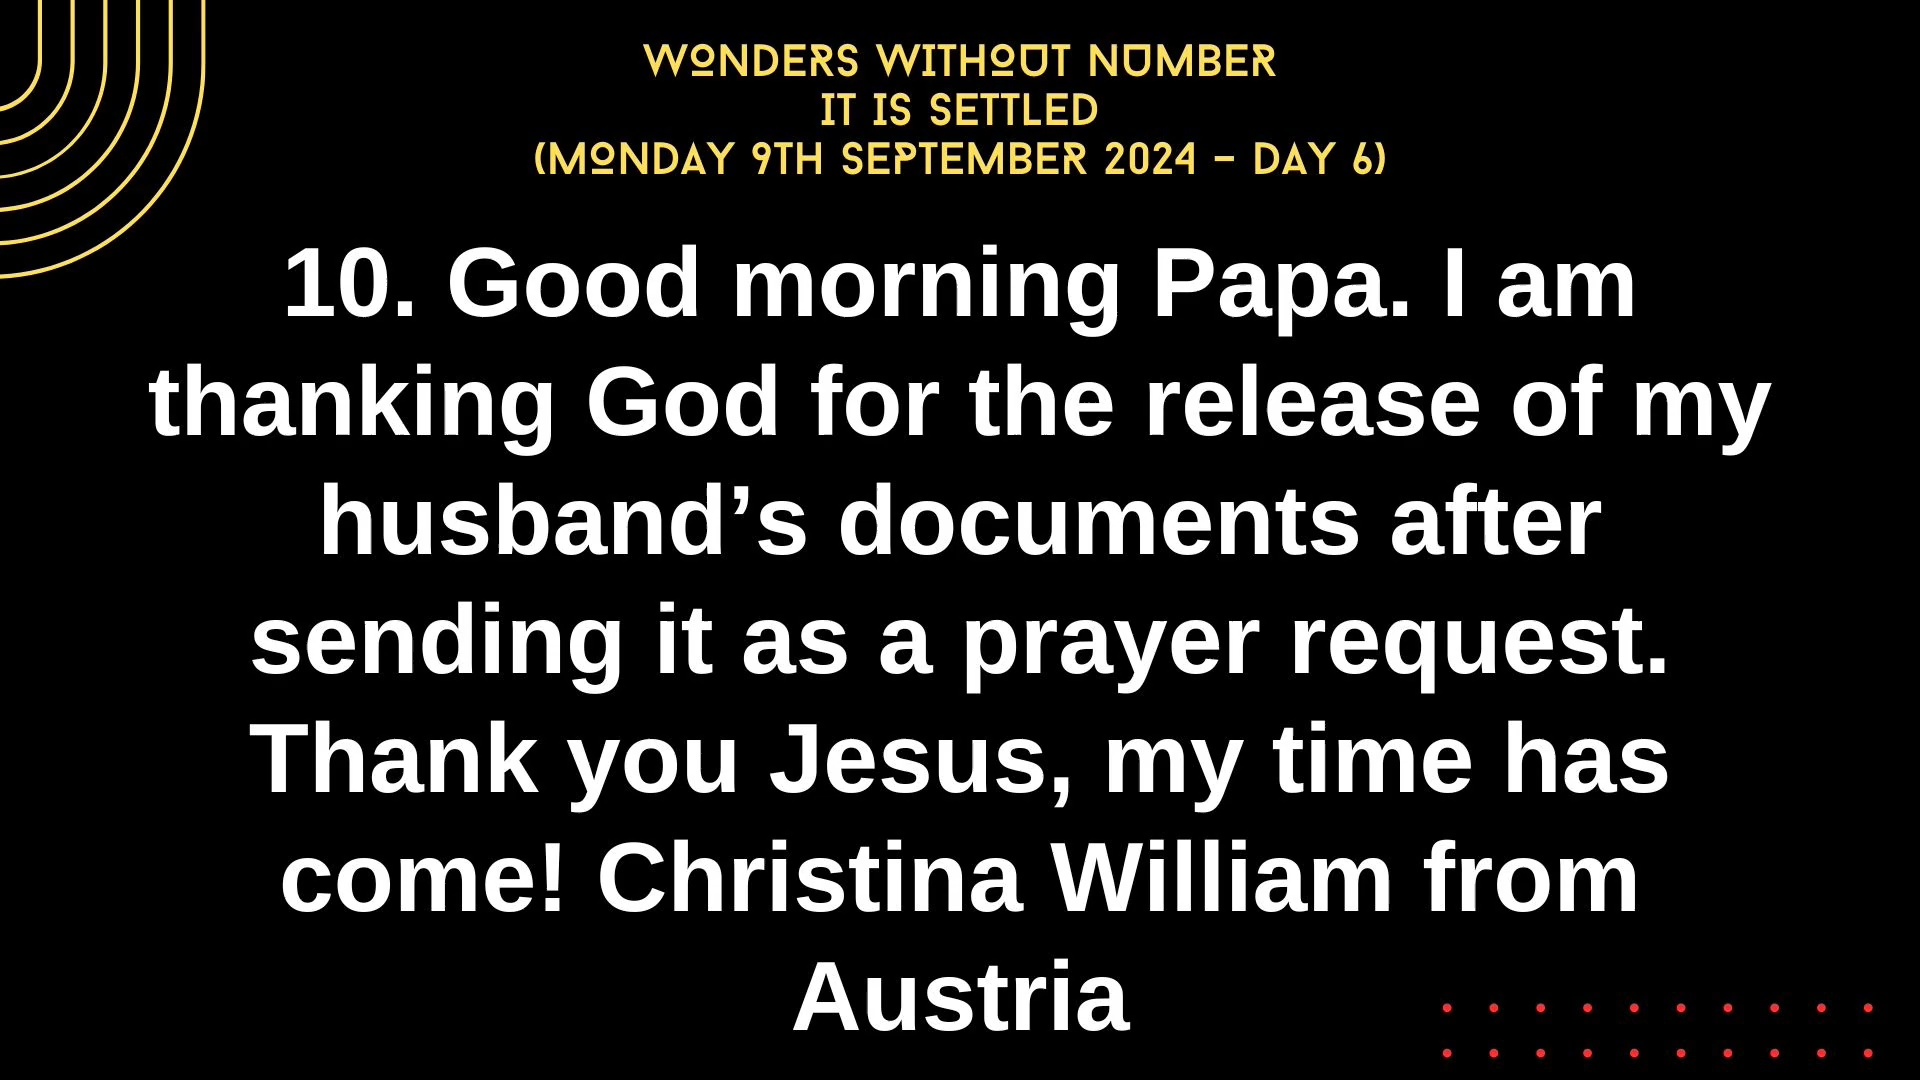 WONDERS WITHOUT NUMBER
IT IS SETTLED
(MONDAY 9TH SEPTEMBER 2024 – DAY 6)
10. Good morning Papa. I am
thanking God for the release of my
husband’s documents after
sending it as a prayer request.
Thank you Jesus, my time has
come! Christina William from
Austria